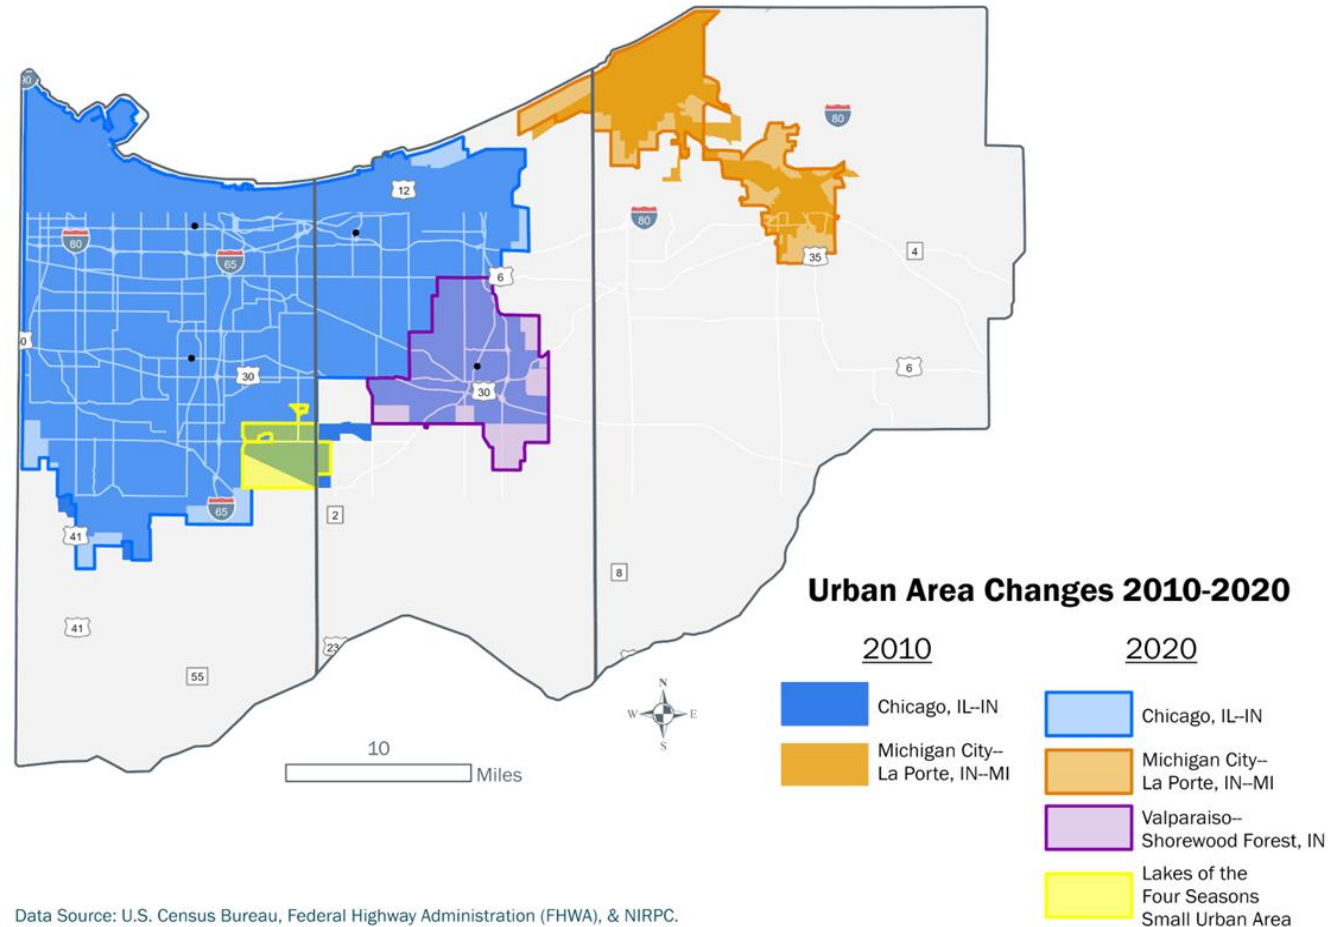 90
12
80
65
6
80
80
35
4
6
0
30
30
65
41
2
8
41
23
55
N
W E
S
10
Miles
Urban Area Changes 2010-2020
2010
2020
Chicago, IL--IN
Chicago, IL--IN
Michigan City--
La Porte, IN--MI
Michigan City--
La Porte, IN--MI
Valparaiso--
Shorewood Forest, IN
Lakes of the
Four Seasons
Small Urban Area
Data Source: U.S. Census Bureau, Federal Highway Administration (FHWA), & NIRPC.